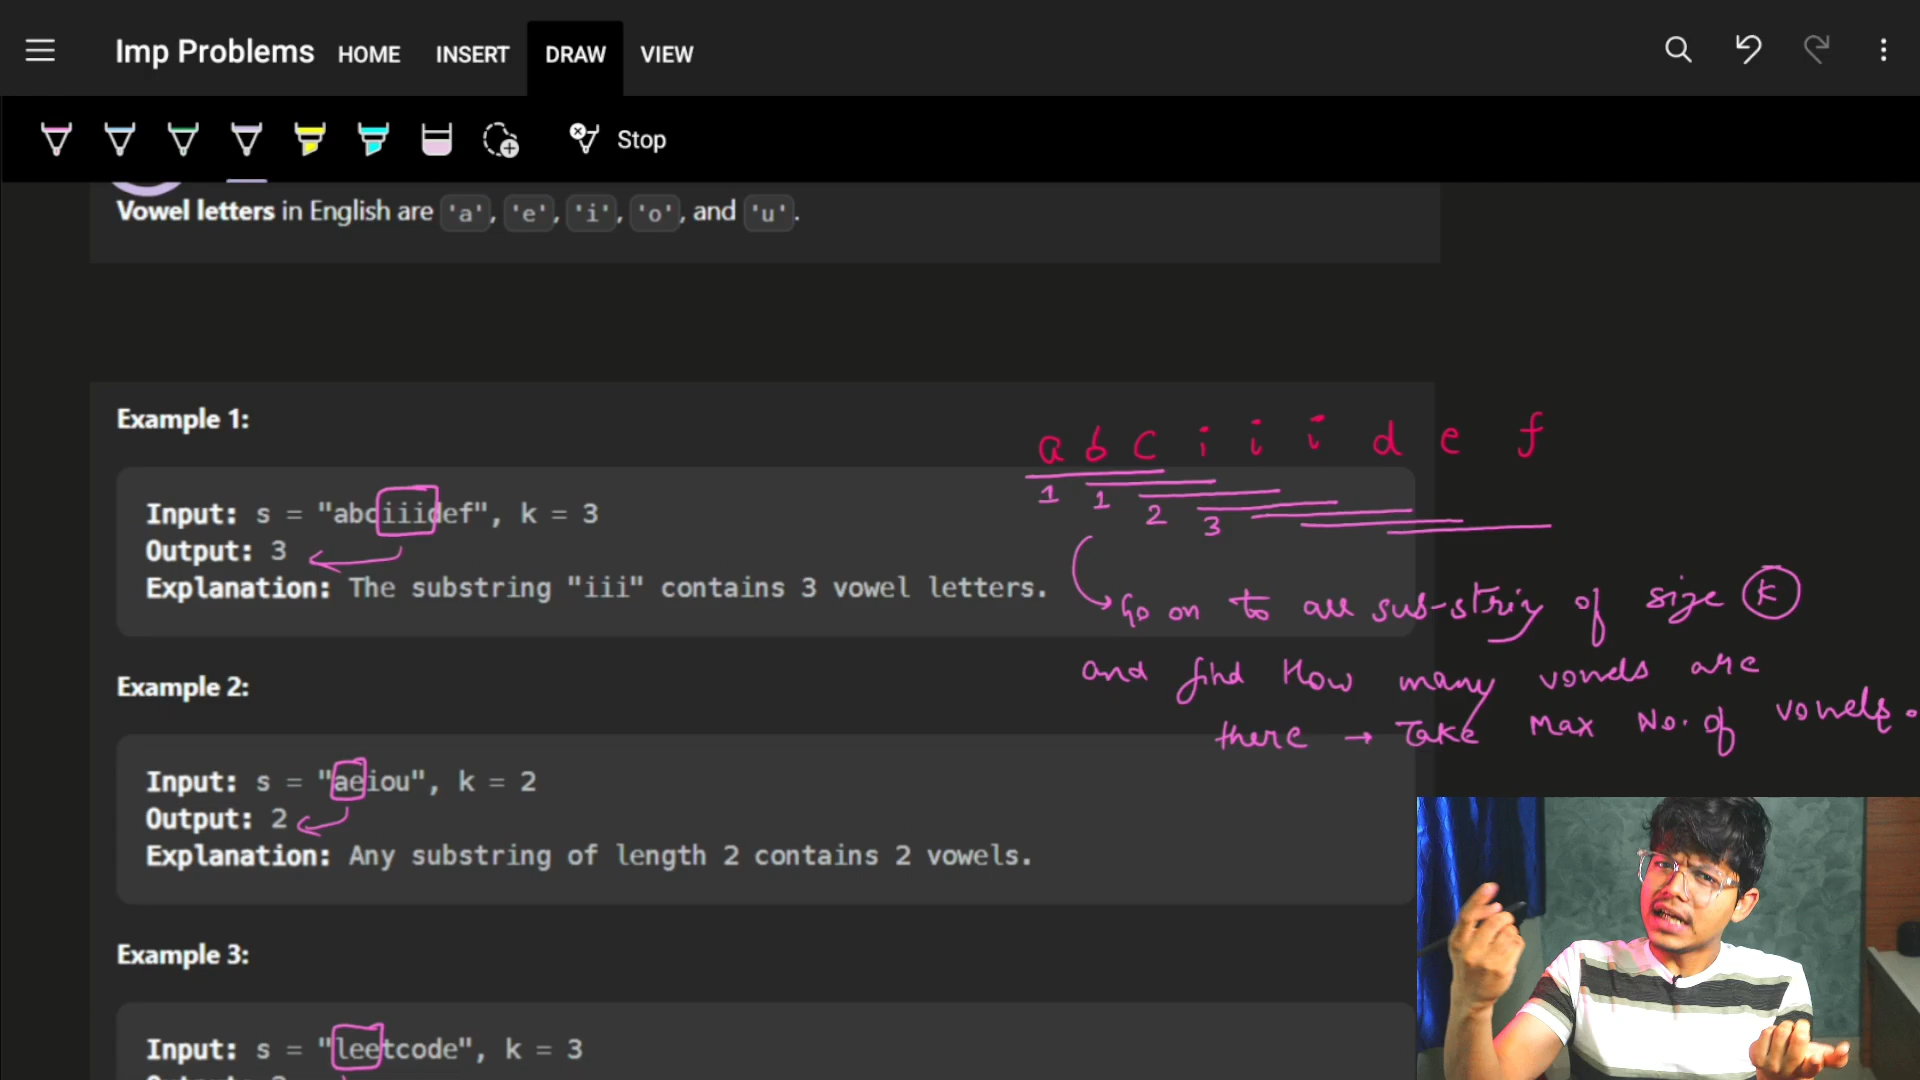 Imp Problems HOME INSERT DRAW VIEW
Stop
Vowel letters in English are 'a', 'e', 'i', 'o', and 'u'.
Example 1:
Input: s = "abciiidef", k = 3
Output: 3
Explanation: The substring "iii" contains 3 vowel letters.
a b c i i i d e f
1 1 2 3
Go on to all sub-string of size K
and find How many vowels are
there → Take Max No. of vowels.
Example 2:
Input: s = "aeiou", k = 2
Output: 2
Explanation: Any substring of length 2 contains 2 vowels.
Example 3:
Input: s = "leetcode", k = 3